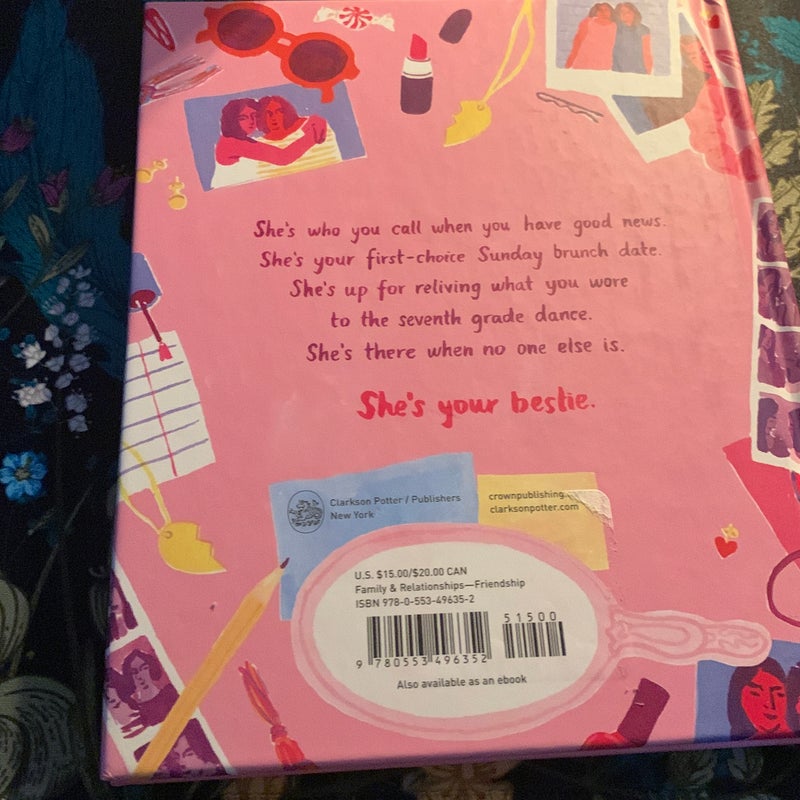 She's who you call when you have good news.
She's your first-choice Sunday brunch date.
She's up for reliving what you wore
to the seventh grade dance.
She's there when no one else is.
She's your bestie.
Clarkson Potter / Publishers
New York
crownpublishing
clarksonpotter.com
U.S. $15.00/$20.00 CAN
Family & Relationships—Friendship
ISBN 978-0-553-49635-2
51500
9 780553 496352
Also available as an ebook